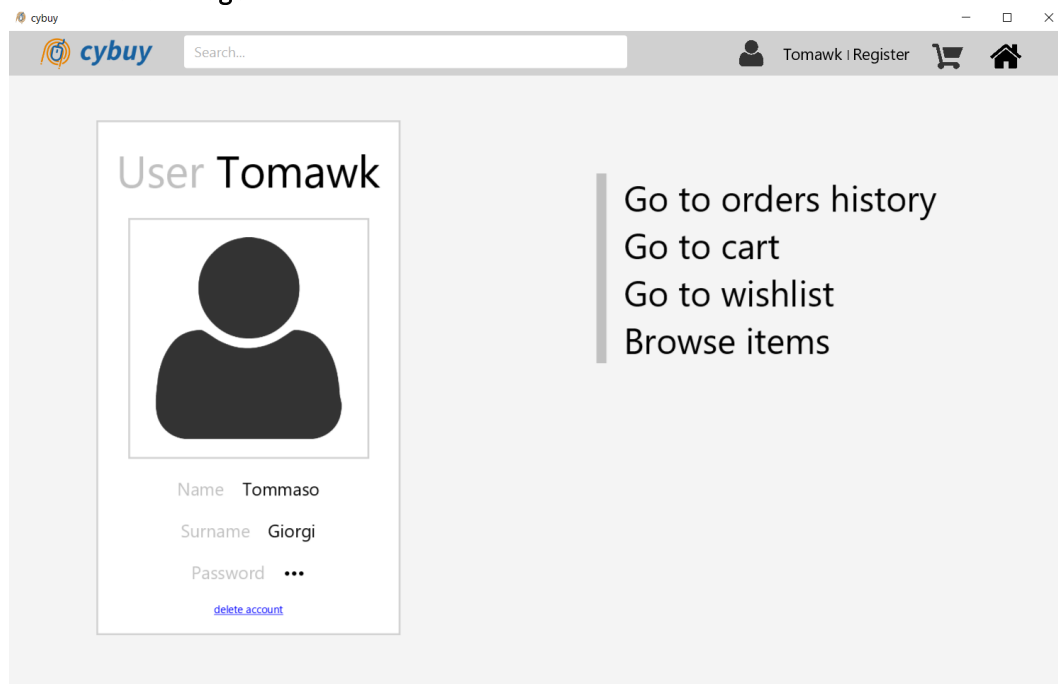 cybuy
cybuy Search... Tomawk | Register
User Tomawk
Go to orders history
Go to cart
Go to wishlist
Browse items
Name Tommaso
Surname Giorgi
Password •••
delete account